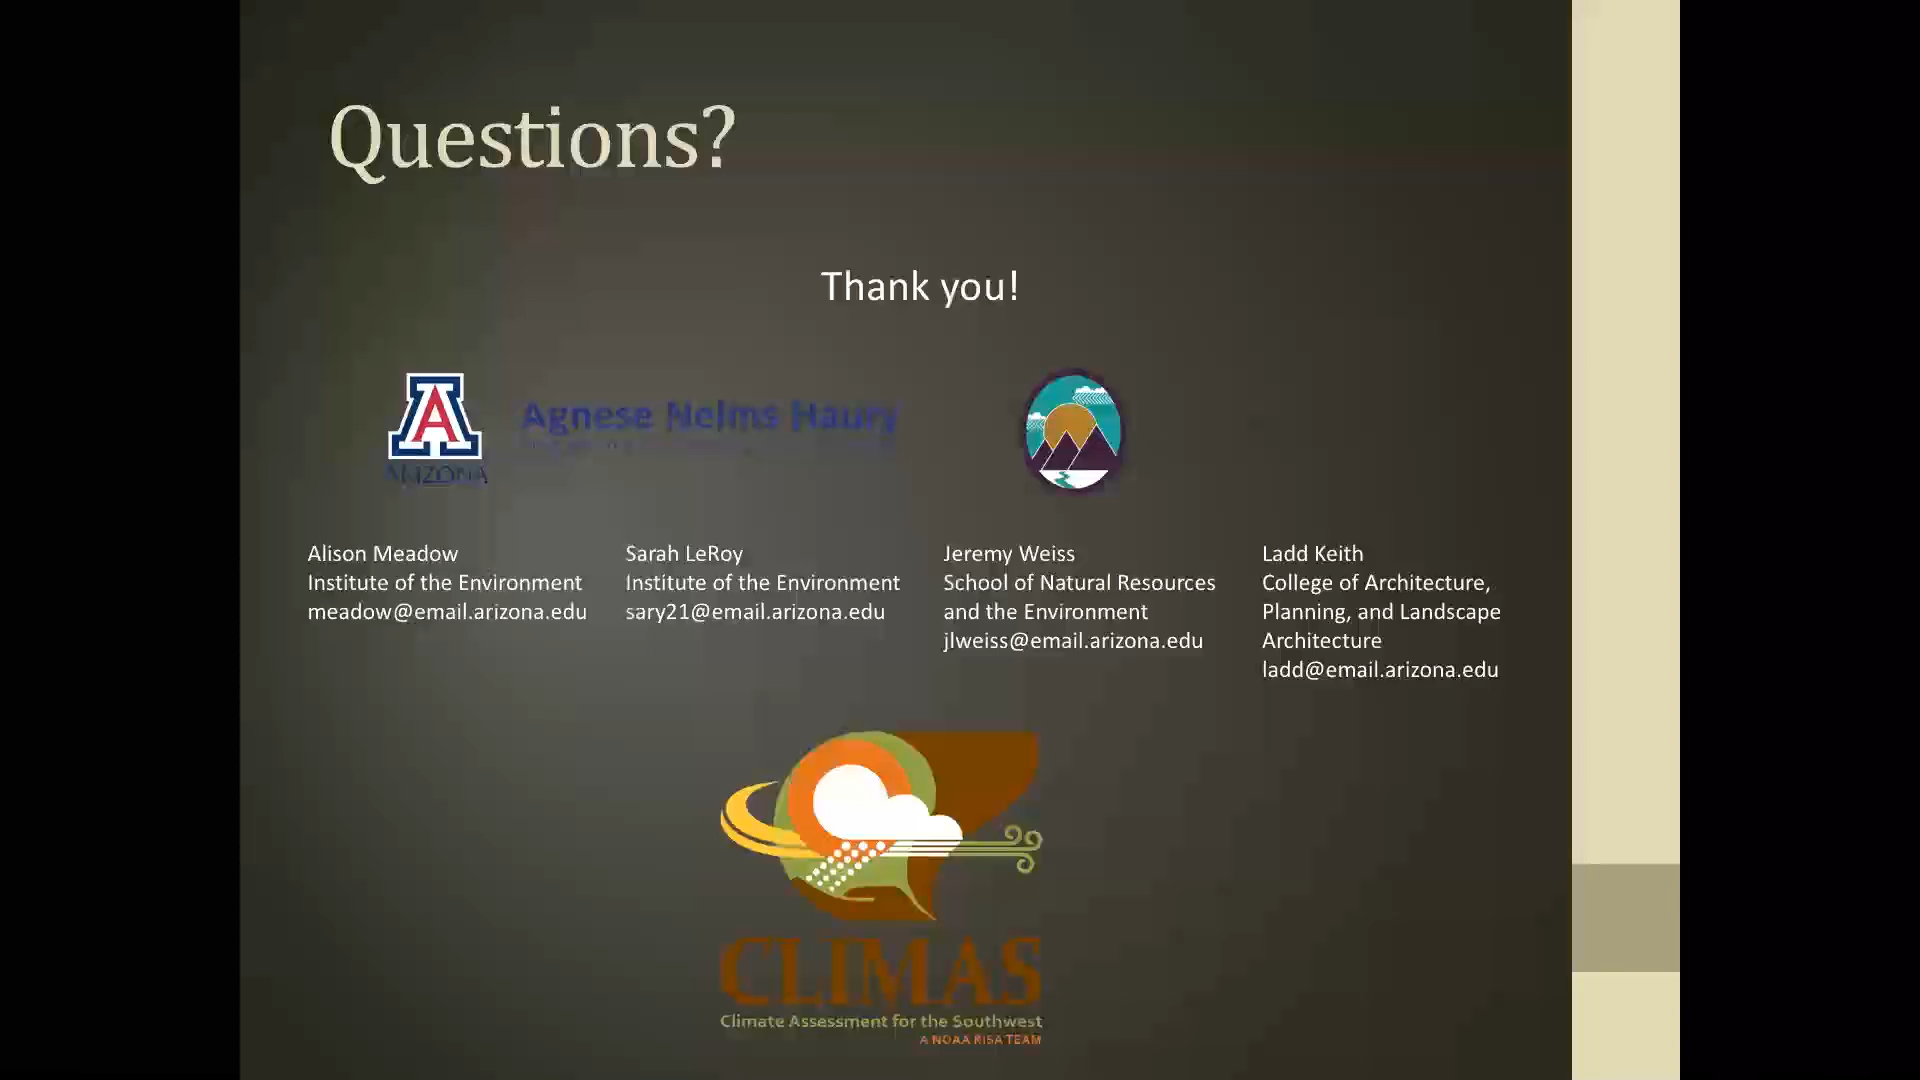 Questions?
Thank you!
ARIZONA
Agnese Nelms Haury
Alison Meadow
Institute of the Environment
meadow@email.arizona.edu
Sarah LeRoy
Institute of the Environment
sary21@email.arizona.edu
Jeremy Weiss
School of Natural Resources
and the Environment
jlweiss@email.arizona.edu
Ladd Keith
College of Architecture,
Planning, and Landscape
Architecture
ladd@email.arizona.edu
CLIMAS
Climate Assessment for the Southwest
A NOAA RISA TEAM